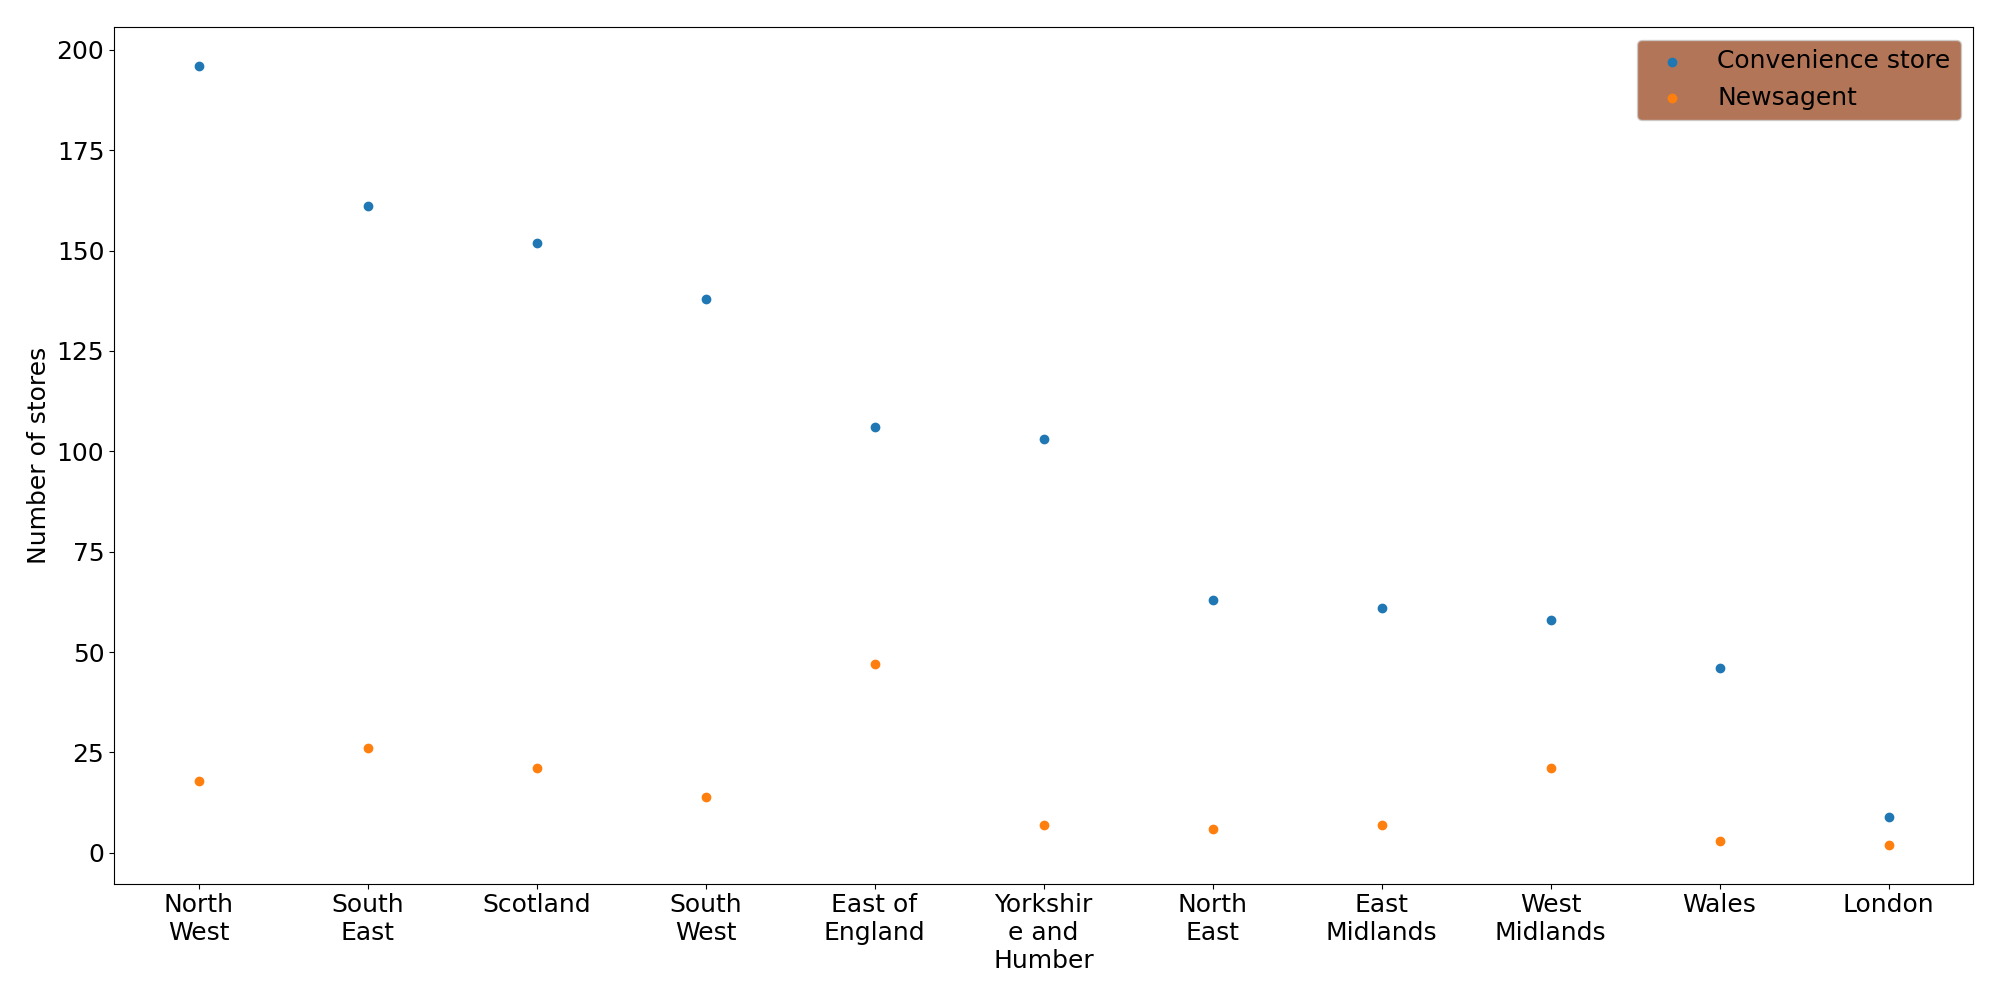 200
175
150
125
100
75
50
25
0
Number of stores
Convenience store
Newsagent
North
West
South
East
Scotland
South
West
East of
England
Yorkshir
e and
Humber
North
East
East
Midlands
West
Midlands
Wales
London